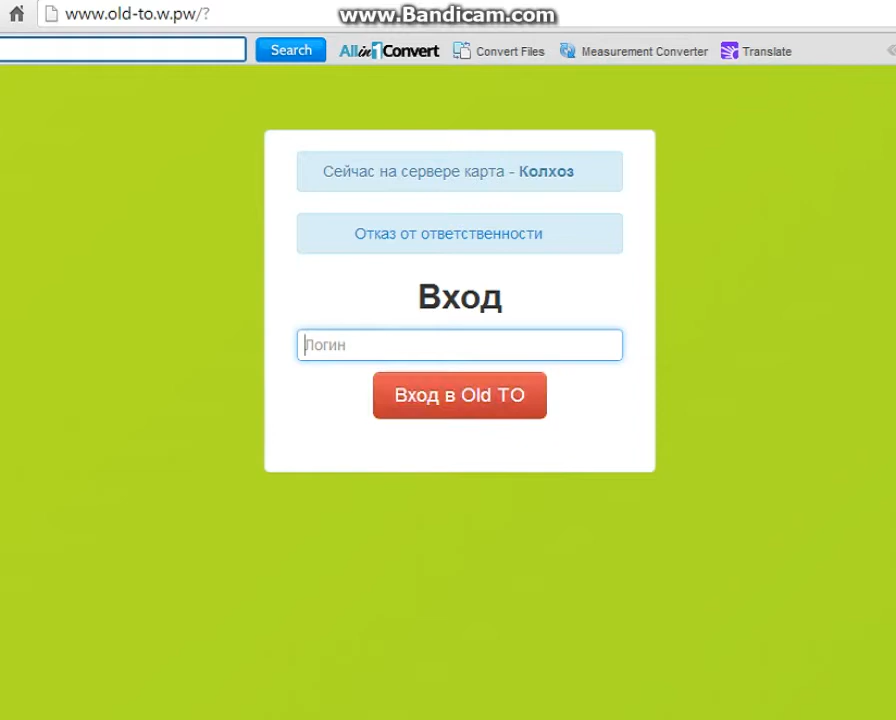 www.Bandicam.com
www.old-to.w.pw/?
Search AllinConvert Convert Files Measurement Converter Translate
Сейчас на сервере карта - Колхоз
Отказ от ответственности
Вход
Логин
Вход в Old TO